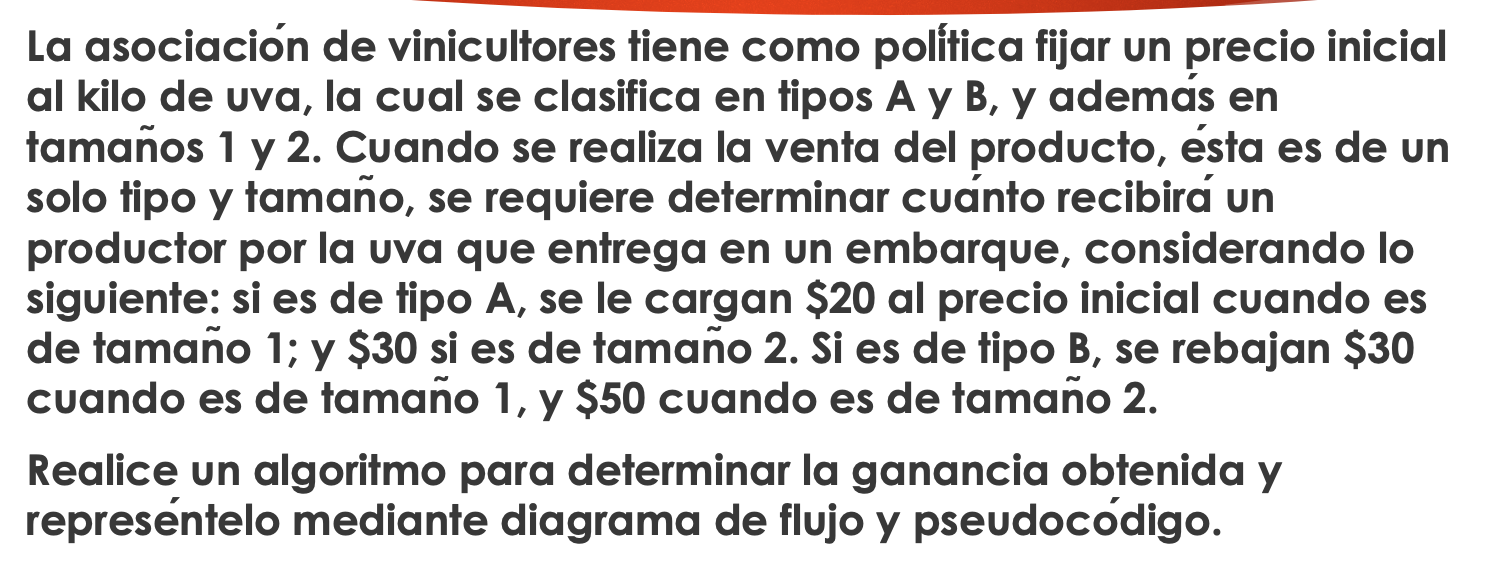 La asociación de vinicultores tiene como política fijar un precio inicial
al kilo de uva, la cual se clasifica en tipos A y B, y además en
tamaños 1 y 2. Cuando se realiza la venta del producto, ésta es de un
solo tipo y tamaño, se requiere determinar cuánto recibirá un
productor por la uva que entrega en un embarque, considerando lo
siguiente: si es de tipo A, se le cargan $20 al precio inicial cuando es
de tamaño 1; y $30 si es de tamaño 2. Si es de tipo B, se rebajan $30
cuando es de tamaño 1, y $50 cuando es de tamaño 2.
Realice un algoritmo para determinar la ganancia obtenida y
represéntelo mediante diagrama de flujo y pseudocódigo.